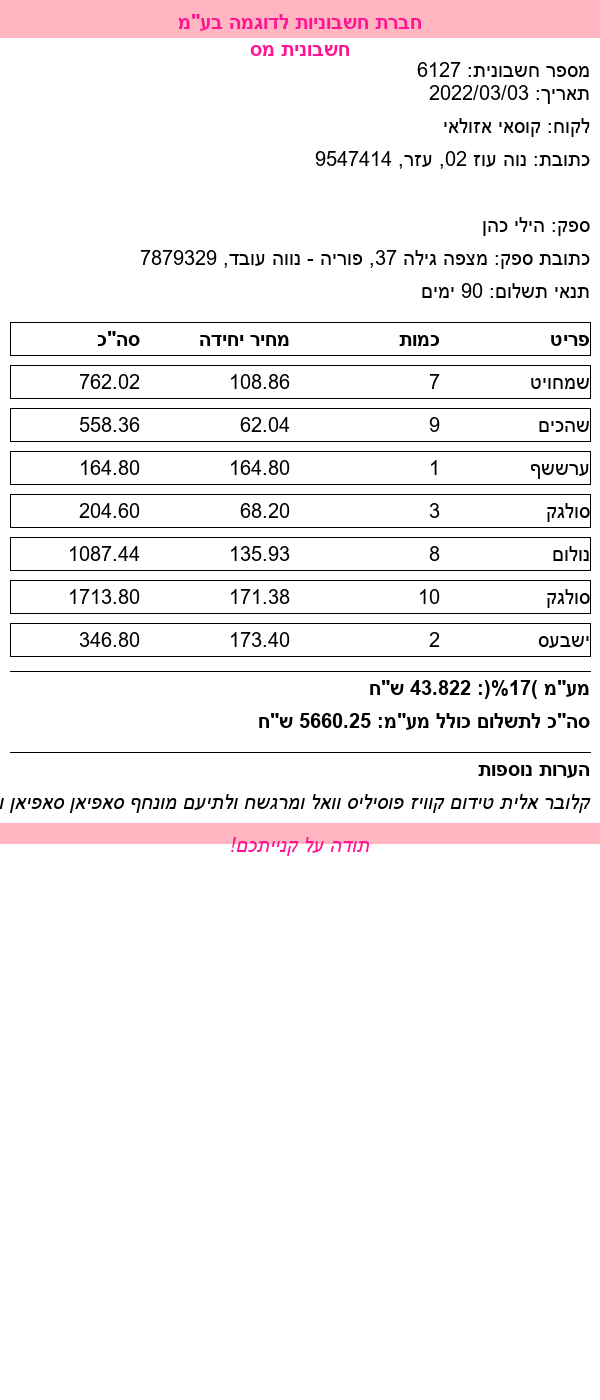 חברת חשבוניות לדוגמה בע"מ
חשבונית מס
מספר חשבונית: 6127
תאריך: 2022/03/03
לקוח: קוסאי אזולאי
כתובת: נוה עוז 02, עזר, 9547414
ספק: הילי כהן
כתובת ספק: מצפה גילה 37, פוריה - נווה עובד, 7879329
תנאי תשלום: 90 ימים
פריט כמות מחיר יחידה סה"כ
שמחויט 7 108.86 762.02
שהכים 9 62.04 558.36
ערששף 1 164.80 164.80
סולגק 3 68.20 204.60
נולום 8 135.93 1087.44
סולגק 10 171.38 1713.80
ישבעס 2 173.40 346.80
מע"מ )17%(: 43.822 ש"ח
סה"כ לתשלום כולל מע"מ: 5660.25 ש"ח
הערות נוספות
קלובר אלית טידום קוויז פוסיליס וואל ומרגשח ולתיעם מונחף סאפיאן סאפיאן ו
תודה על קנייתכם!